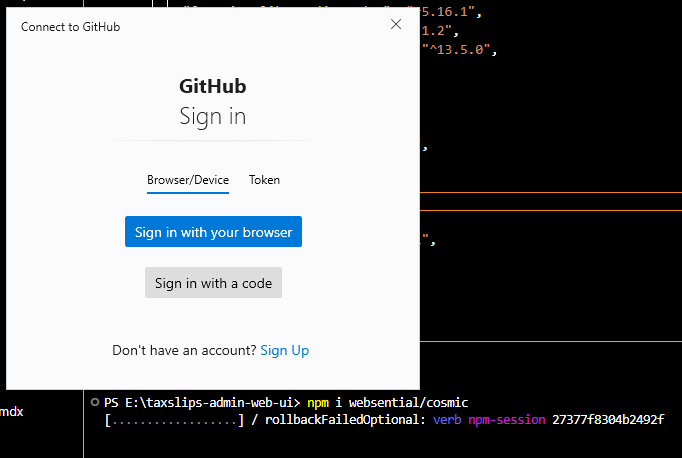 5.16.1",
Connect to GitHub
1.2",
"^13.5.0",
GitHub
Sign in
,
Browser/Device Token
Sign in with your browser
",
Sign in with a code
Don't have an account? Sign Up
PS E:\taxslips-admin-web-ui> npm i websential/cosmic
mdx
[..................] / rollbackFailedOptional: verb npm-session 27377f8304b2492f